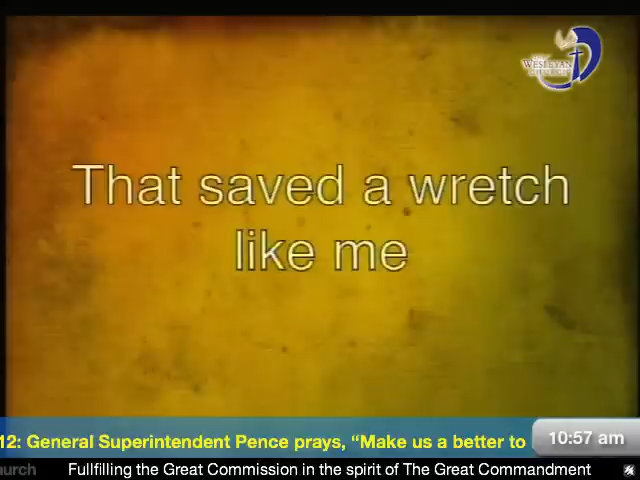 WESLEYAN
That saved a wretch
like me
12: General Superintendent Pence prays, “Make us a better to
10:57 am
hurch
Fullfilling the Great Commission in the spirit of The Great Commandment